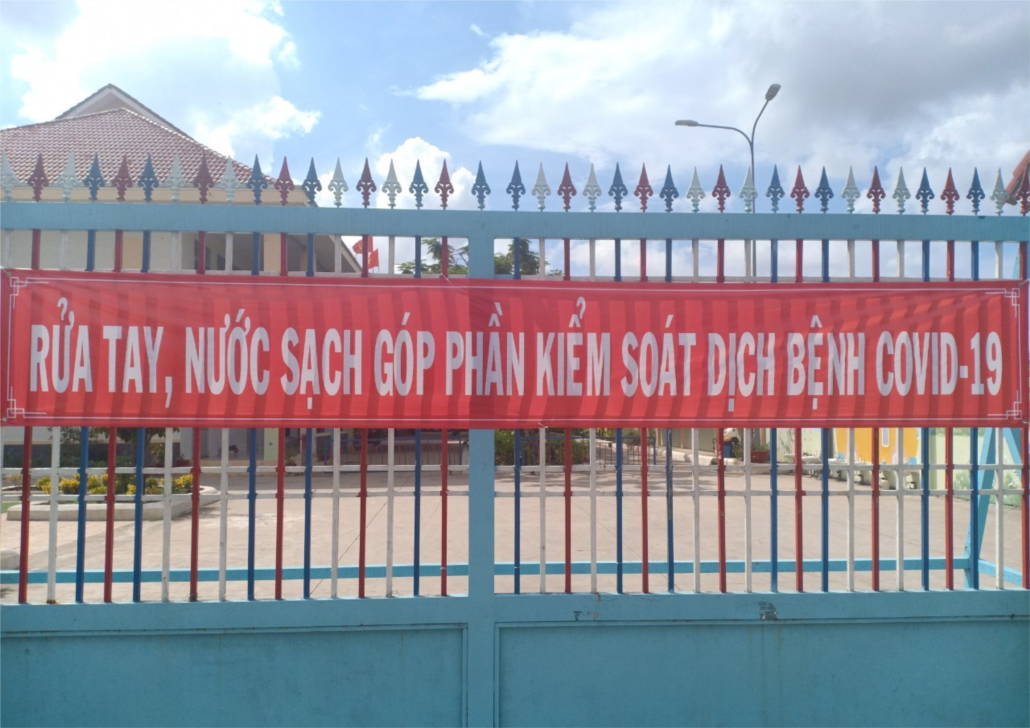 RỬA TAY, NƯỚC SẠCH GÓP PHẦN KIỂM SOÁT DỊCH BỆNH COVID-19